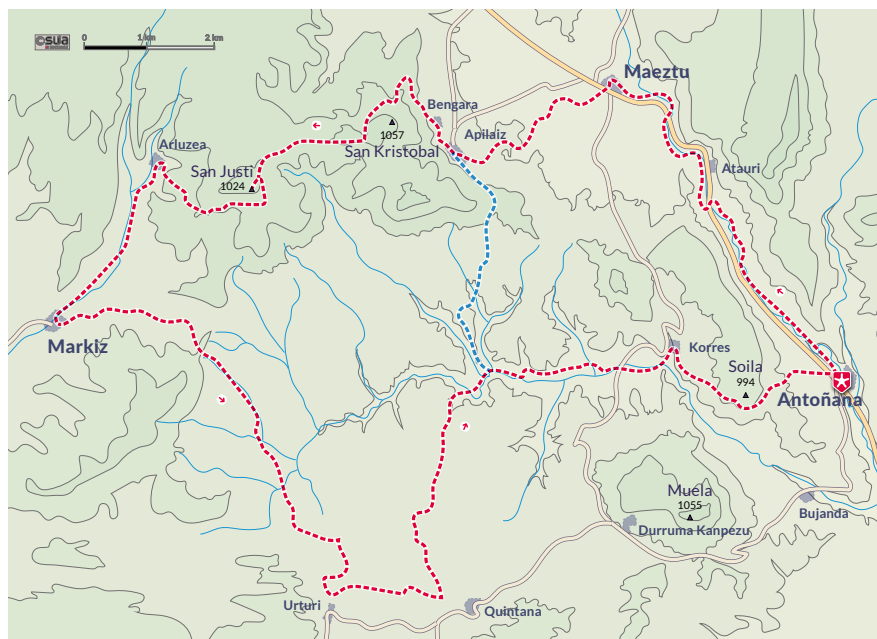 ©sua
0 1 km 2 km
Maeztu
Bengara
Apilaiz
1057
San Kristobal
Arluzea
San Justi
1024
Atauri
Markiz
Korres
Soila
994
Antoñana
Muela
1055
Bujanda
Durruma Kanpezu
Urturi
Quintana